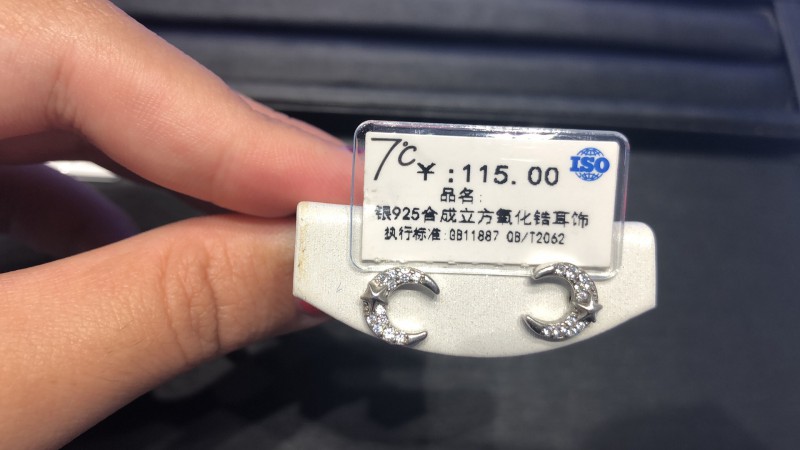 7℃
¥:115.00
ISO
品名:
银925合成立方氧化锆耳饰
执行标准:GB11887 QB/T2062